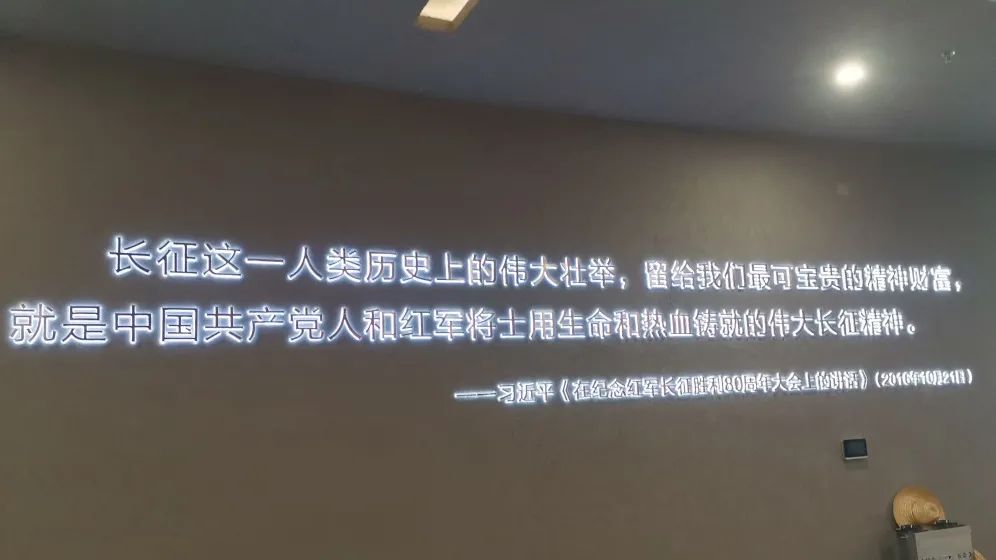 长征这一人类历史上的伟大壮举，留给我们最可宝贵的精神财富，
就是中国共产党人和红军将士用生命和热血铸就的伟大长征精神。
——习近平《在纪念红军长征胜利80周年大会上的讲话》（2016年10月21日）